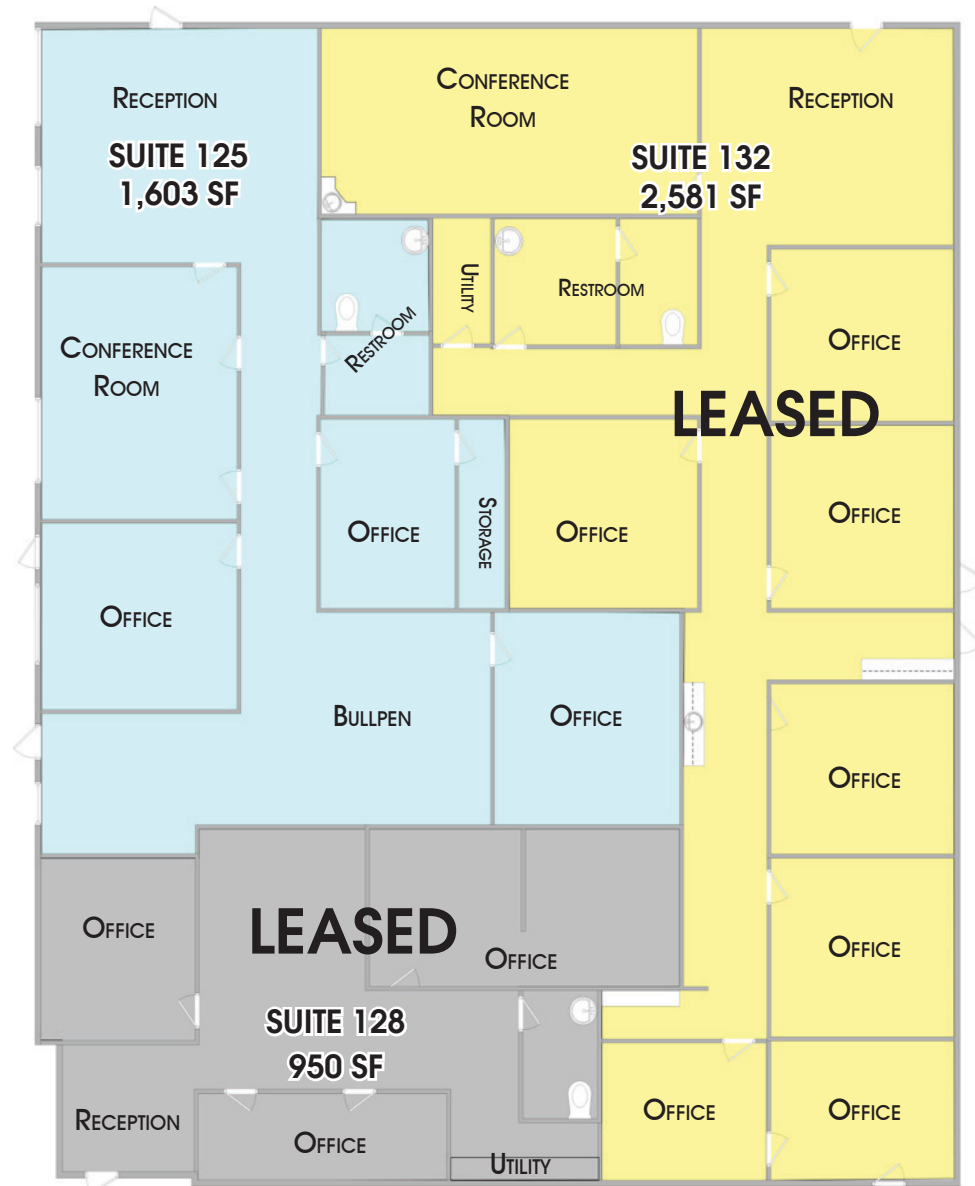 Reception
Conference
Room
Reception
SUITE 125
1,603 SF
SUITE 132
2,581 SF
Utility
Restroom
Restroom
Office
Conference
Room
LEASED
Office
Storage
Office
Office
Office
Bullpen
Office
Office
Office
LEASED
Office
Office
SUITE 128
950 SF
Reception
Office
Utility
Office
Office